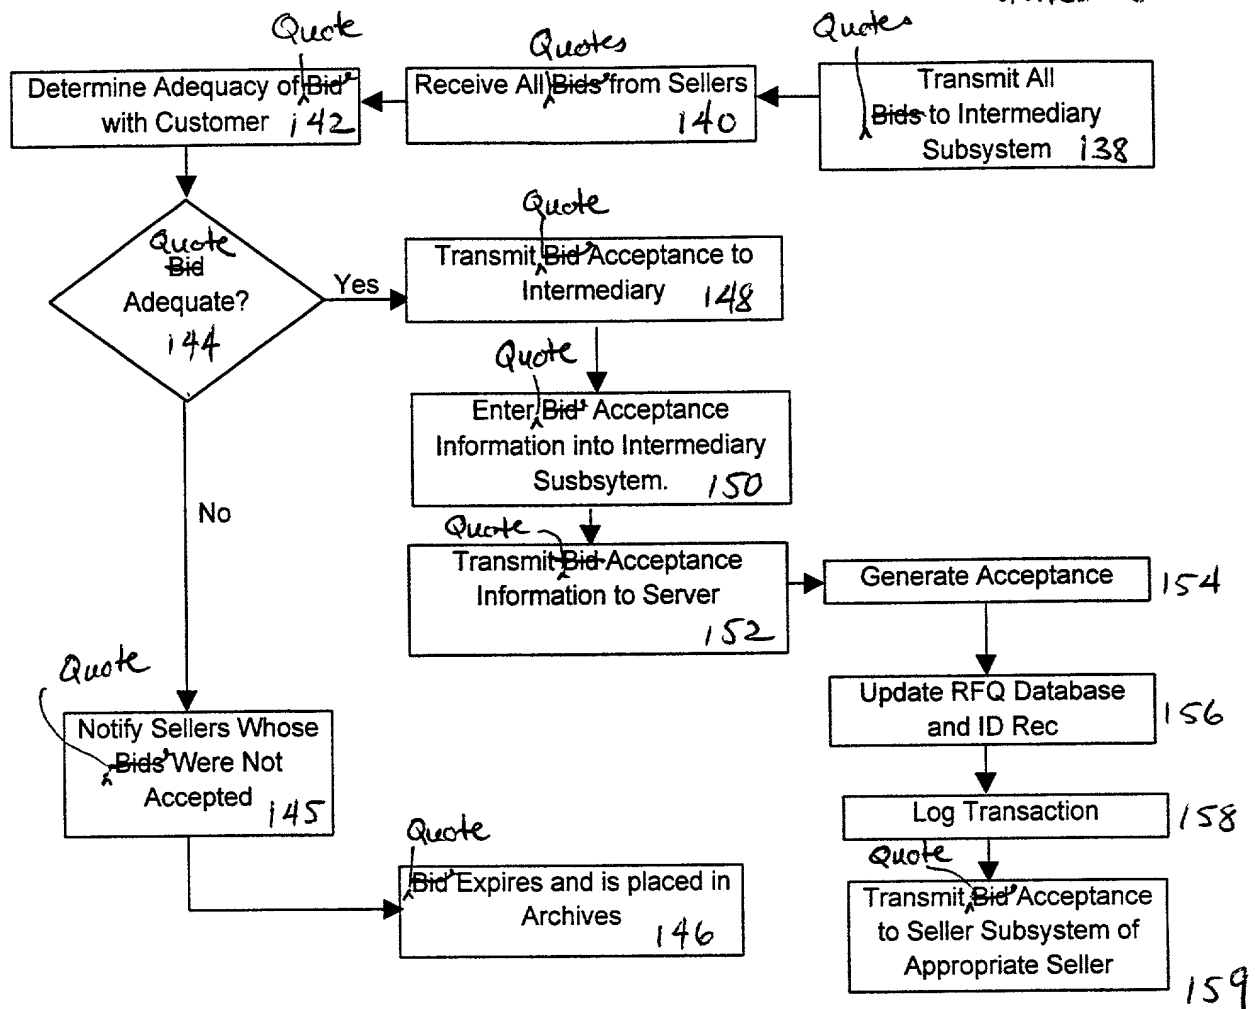 Quote
Determine Adequacy of Bid
with Customer 142
Quotes
Receive All Bids from Sellers
140
Quotes
Transmit All
Bids to Intermediary
Subsystem 138
Quote
Bid
Adequate?
144
Yes
No
Quote
Transmit Bid Acceptance to
Intermediary 148
Quote
Enter Bid Acceptance
Information into Intermediary
Susbsytem. 150
Quote
Transmit Bid Acceptance
Information to Server
152
Generate Acceptance 154
Update RFQ Database
and ID Rec 156
Log Transaction 158
Quote
Transmit Bid Acceptance
to Seller Subsystem of
Appropriate Seller
159
Quote
Notify Sellers Whose
Bids Were Not
Accepted 145
Quote
Bid Expires and is placed in
Archives
146